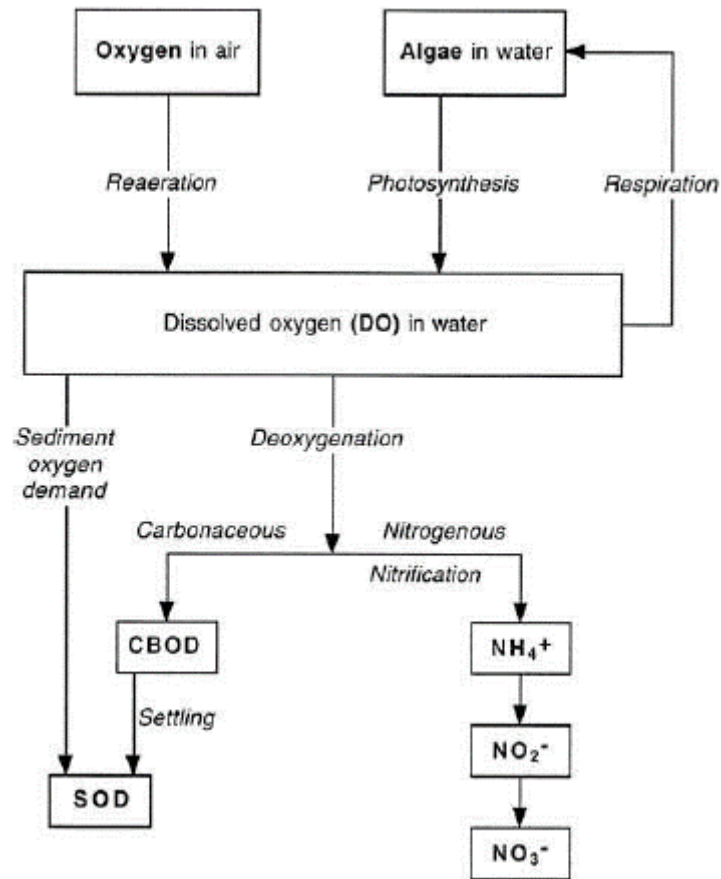 Oxygen in air
Algae in water
Reaeration
Photosynthesis
Respiration
Dissolved oxygen (DO) in water
Sediment
oxygen
demand
Deoxygenation
Carbonaceous
Nitrogenous
Nitrification
CBOD
NH₄⁺
Settling
NO₂⁻
SOD
NO₃⁻